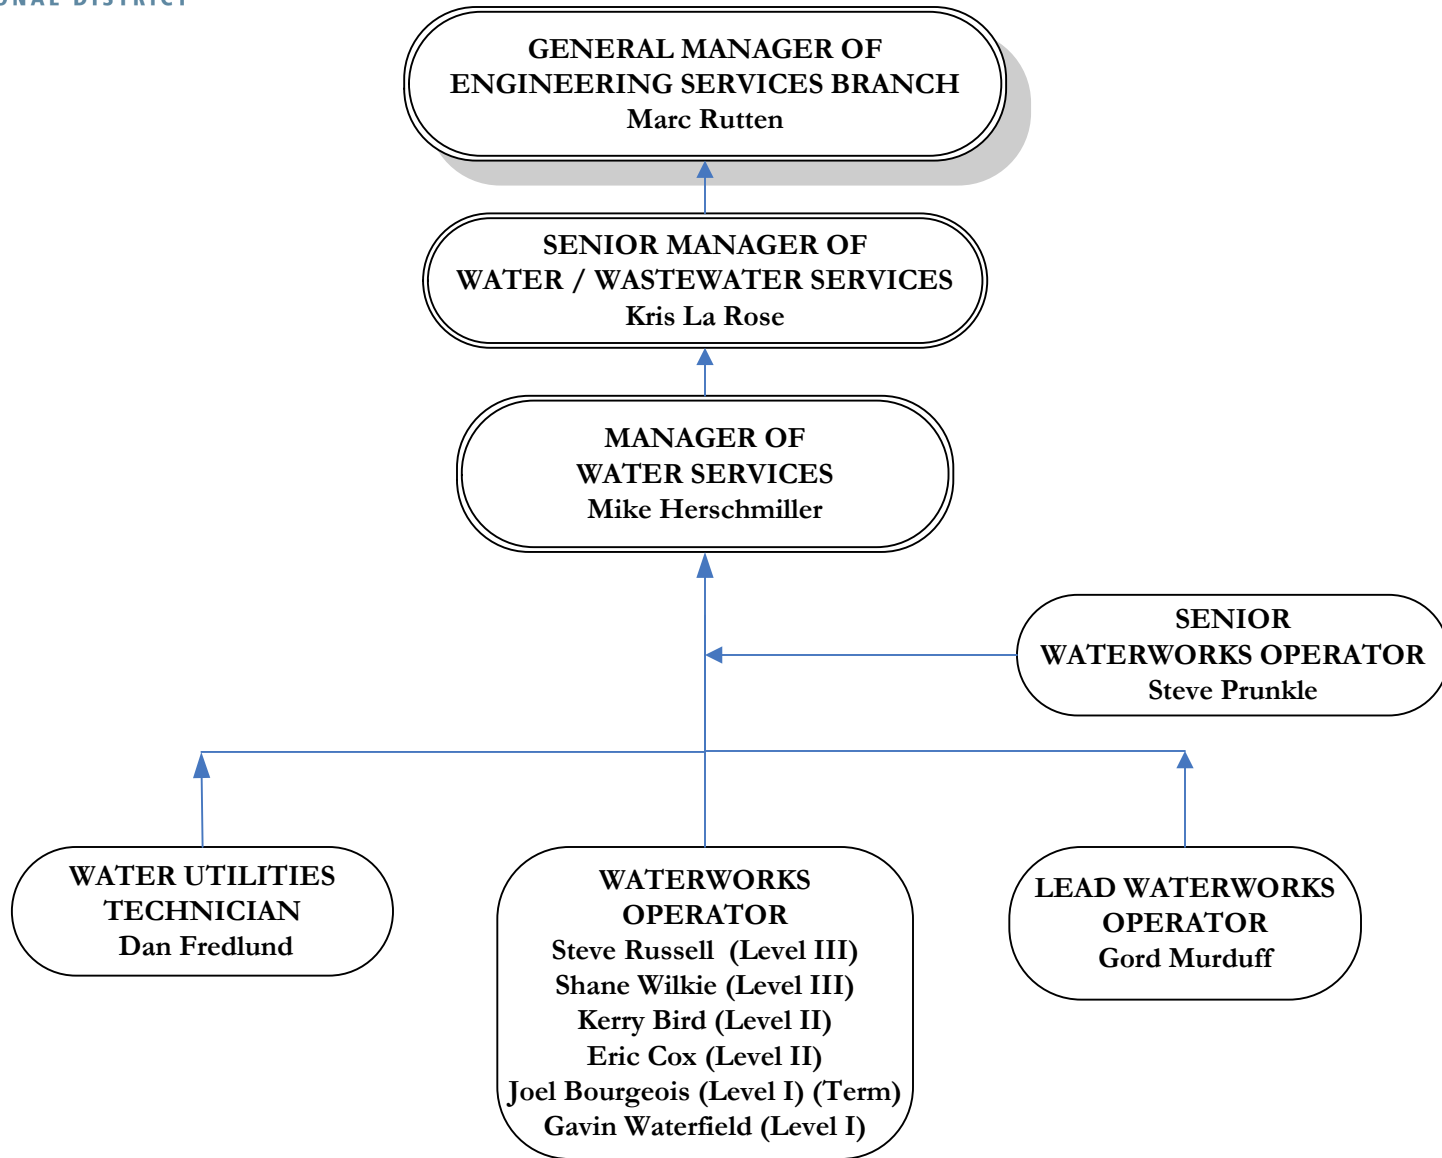 DISTRICT
GENERAL MANAGER OF
ENGINEERING SERVICES BRANCH
Marc Rutten
SENIOR MANAGER OF
WATER / WASTEWATER SERVICES
Kris La Rose
MANAGER OF
WATER SERVICES
Mike Herschmiller
SENIOR
WATERWORKS OPERATOR
Steve Prunkle
WATER UTILITIES
TECHNICIAN
Dan Fredlund
WATERWORKS
OPERATOR
Steve Russell (Level III)
Shane Wilkie (Level III)
Kerry Bird (Level II)
Eric Cox (Level II)
Joel Bourgeois (Level I) (Term)
Gavin Waterfield (Level I)
LEAD WATERWORKS
OPERATOR
Gord Murduff